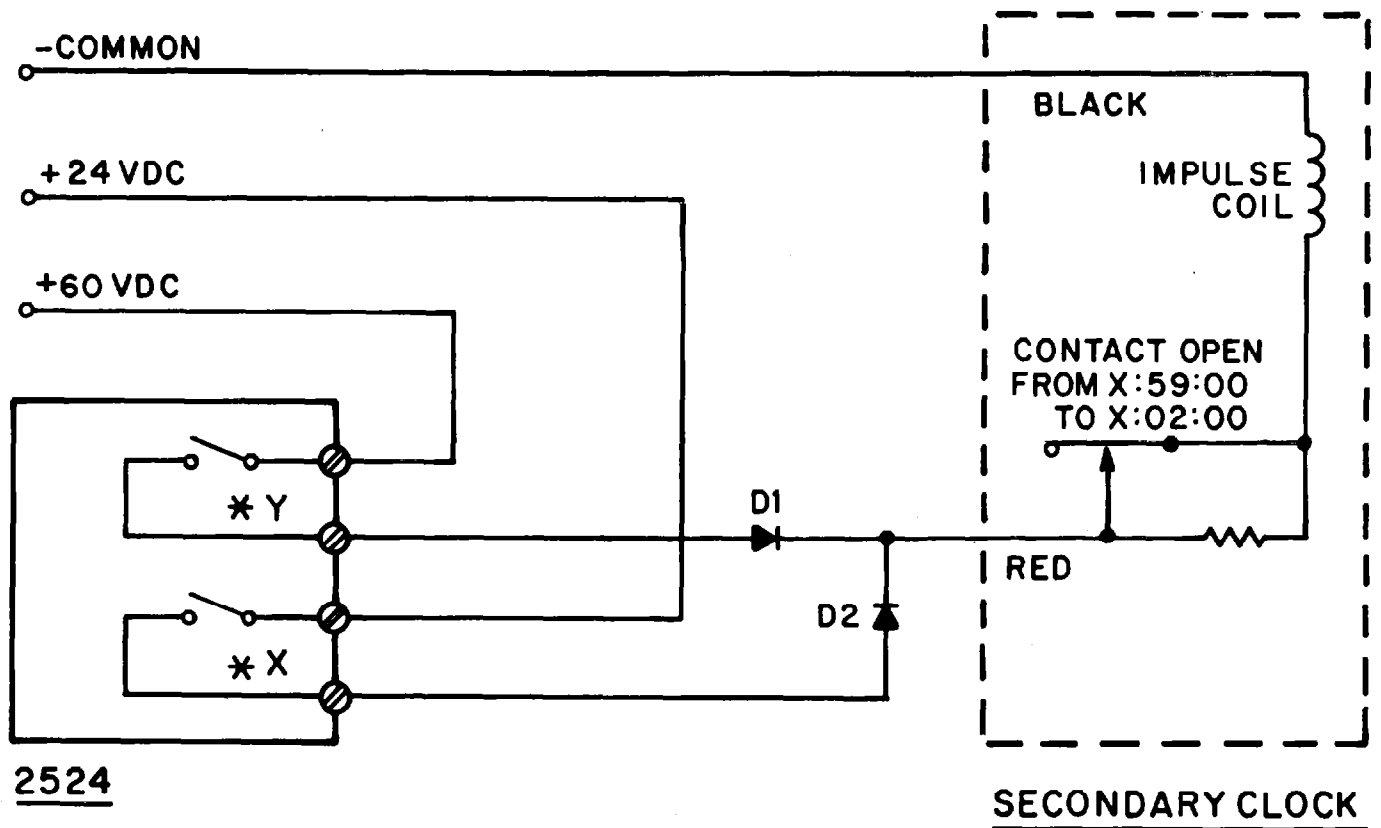 -COMMON
BLACK
+24 VDC
IMPULSE
COIL
+60 VDC
CONTACT OPEN
FROM X:59:00
TO X:02:00
* Y
D1
RED
D2
* X
2524
SECONDARY CLOCK